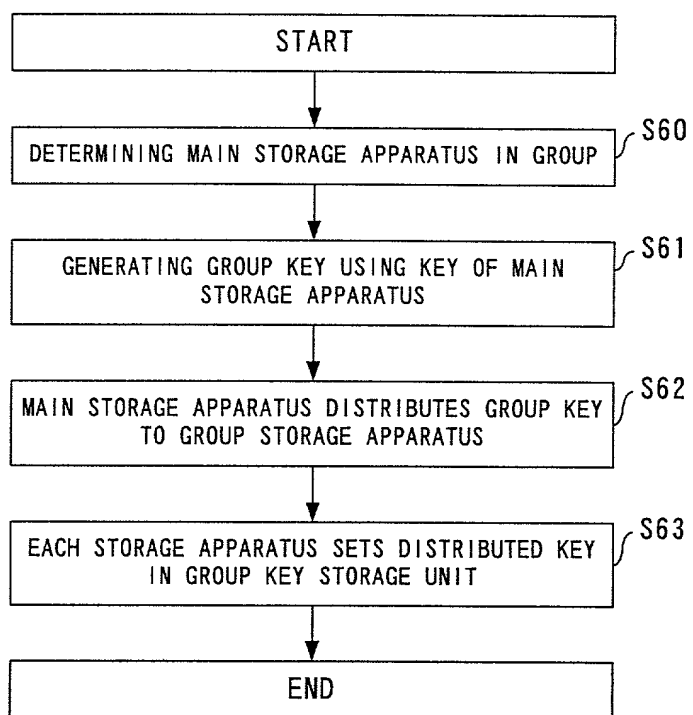 START
S60
DETERMINING MAIN STORAGE APPARATUS IN GROUP
S61
GENERATING GROUP KEY USING KEY OF MAIN
STORAGE APPARATUS
S62
MAIN STORAGE APPARATUS DISTRIBUTES GROUP KEY
TO GROUP STORAGE APPARATUS
S63
EACH STORAGE APPARATUS SETS DISTRIBUTED KEY
IN GROUP KEY STORAGE UNIT
END